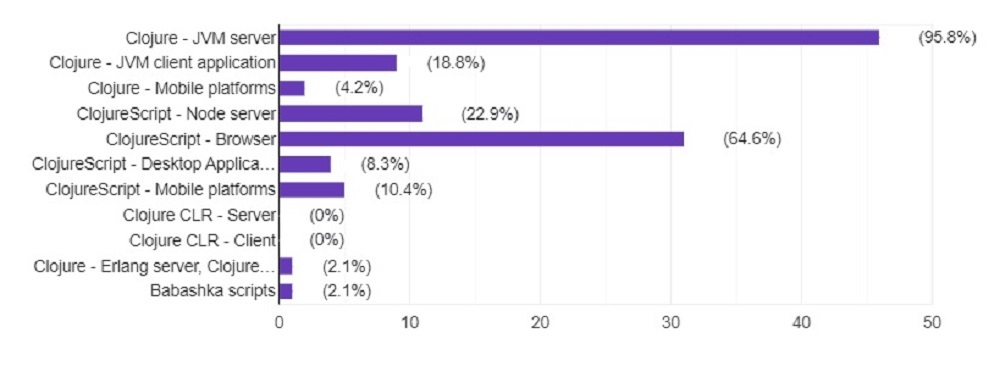 Clojure - JVM server (95.8%)
Clojure - JVM client application (18.8%)
Clojure - Mobile platforms (4.2%)
ClojureScript - Node server (22.9%)
ClojureScript - Browser (64.6%)
ClojureScript - Desktop Applica... (8.3%)
ClojureScript - Mobile platforms (10.4%)
Clojure CLR - Server (0%)
Clojure CLR - Client (0%)
Clojure - Erlang server, Clojure... (2.1%)
Babashka scripts (2.1%)
0 10 20 30 40 50